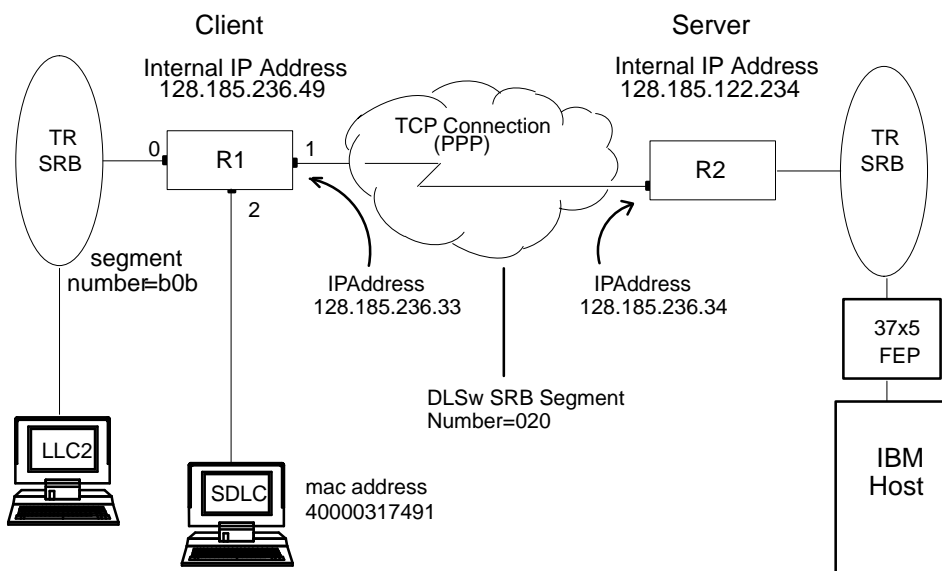 Client
Server
Internal IP Address
128.185.236.49
Internal IP Address
128.185.122.234
TR
SRB
0
R1
1
2
TCP Connection
(PPP)
R2
TR
SRB
segment
number=b0b
IPAddress
128.185.236.33
IPAddress
128.185.236.34
37x5
FEP
DLSw SRB Segment
Number=020
LLC2
SDLC
mac address
40000317491
IBM
Host